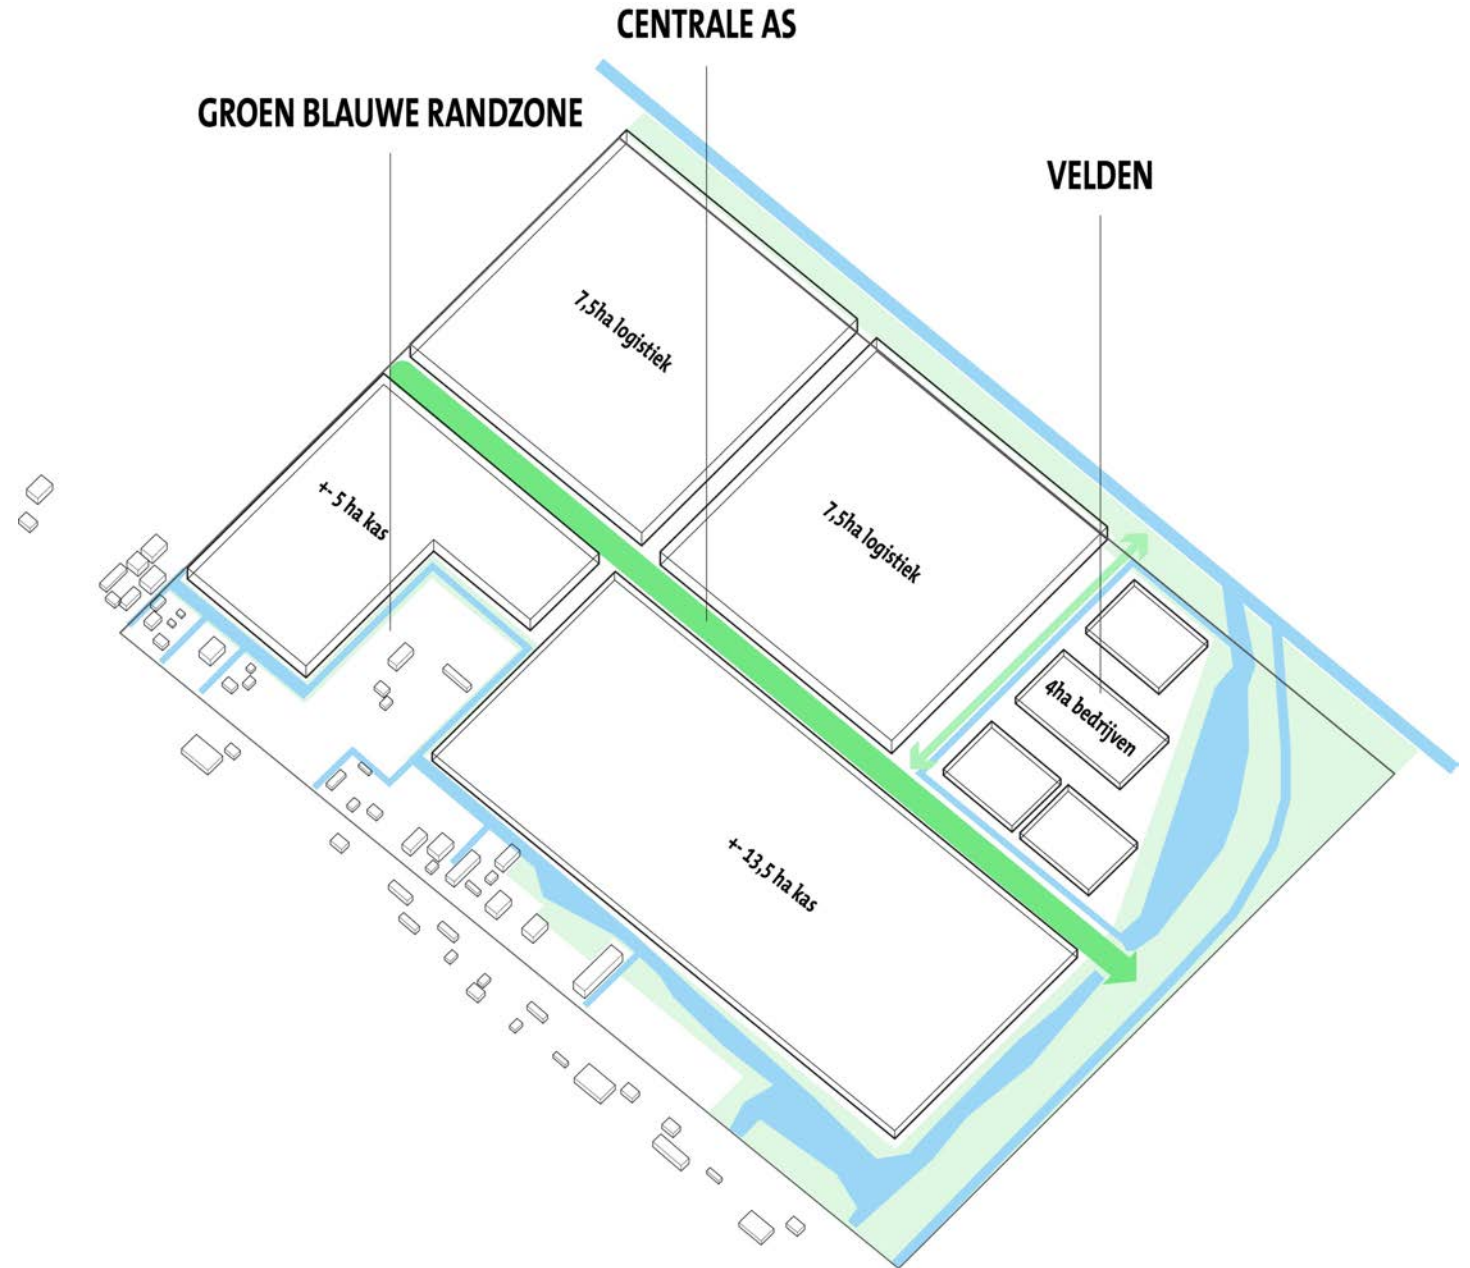 CENTRALE AS
GROEN BLAUWE RANDZONE
VELDEN
7,5ha logistiek
+- 5 ha kas
7,5ha logistiek
4ha bedrijven
+- 13,5 ha kas